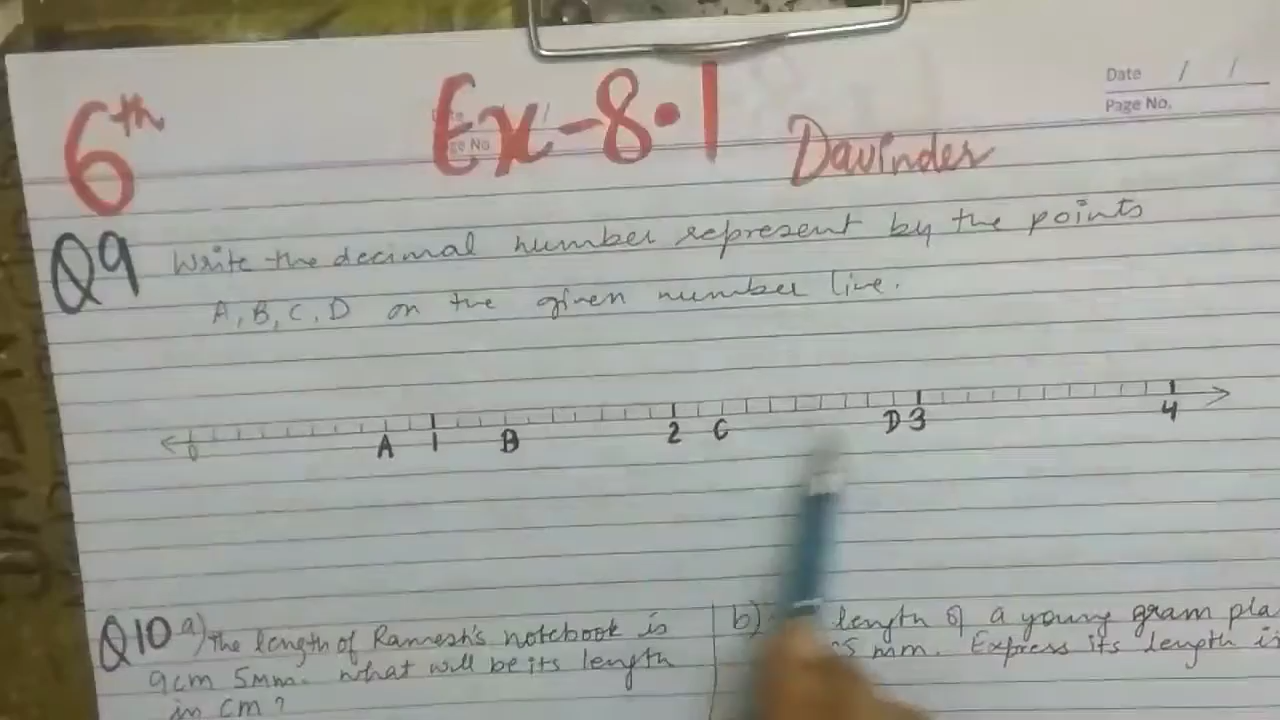 Date / /
Page No.
6th Ex-8.1 Davinder
Q9 Write the decimal number represent by the points
A, B, C, D on the given number line.
0 A 1 B 2 C D 3 4
Q10 a) The length of Ramesh's notebook is
9cm 5mm. what will be its length
in cm?
b) length of a young gram pla
5 mm. Express its length in